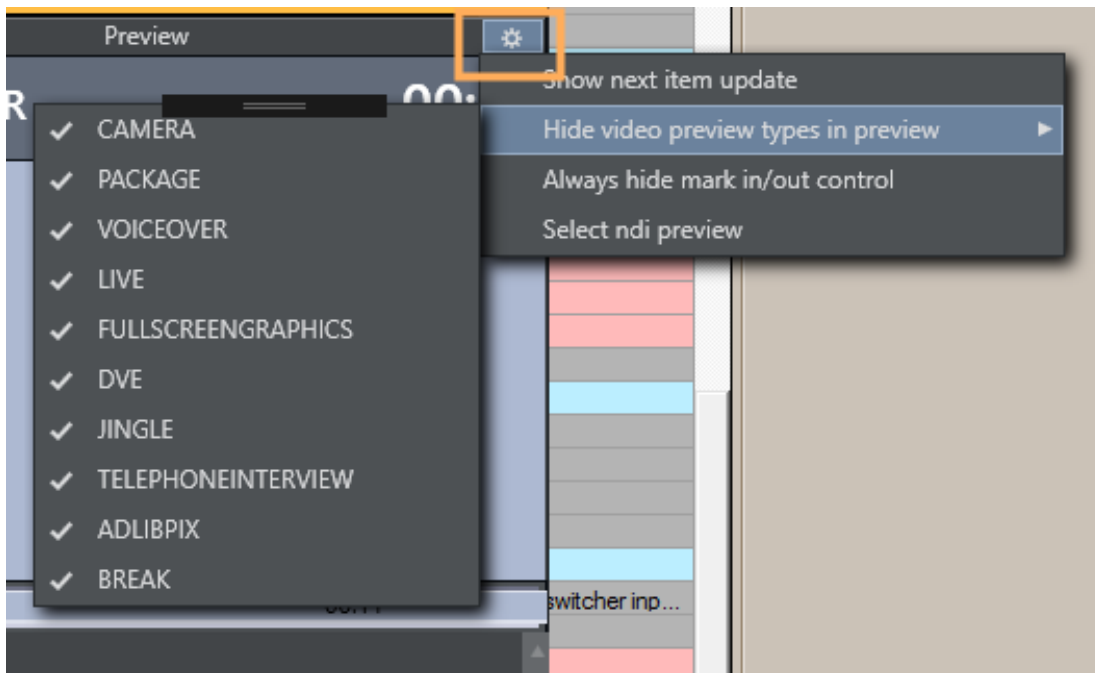 Preview
R
00:
Show next item update
Hide video preview types in preview
Always hide mark in/out control
Select ndi preview
CAMERA
PACKAGE
VOICEOVER
LIVE
FULLSCREENGRAPHICS
DVE
JINGLE
TELEPHONEINTERVIEW
ADLIBPIX
BREAK
switcher inp...